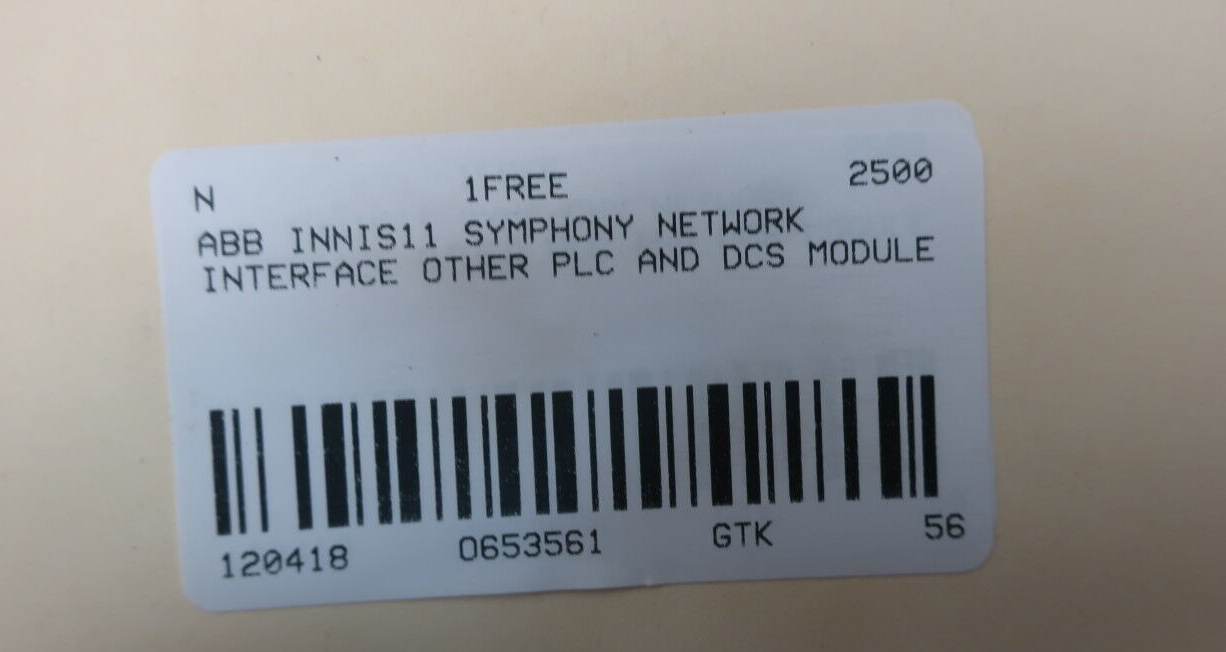 N 1FREE 2500
ABB INNIS11 SYMPHONY NETWORK
INTERFACE OTHER PLC AND DCS MODULE
120418 0653561 GTK 56